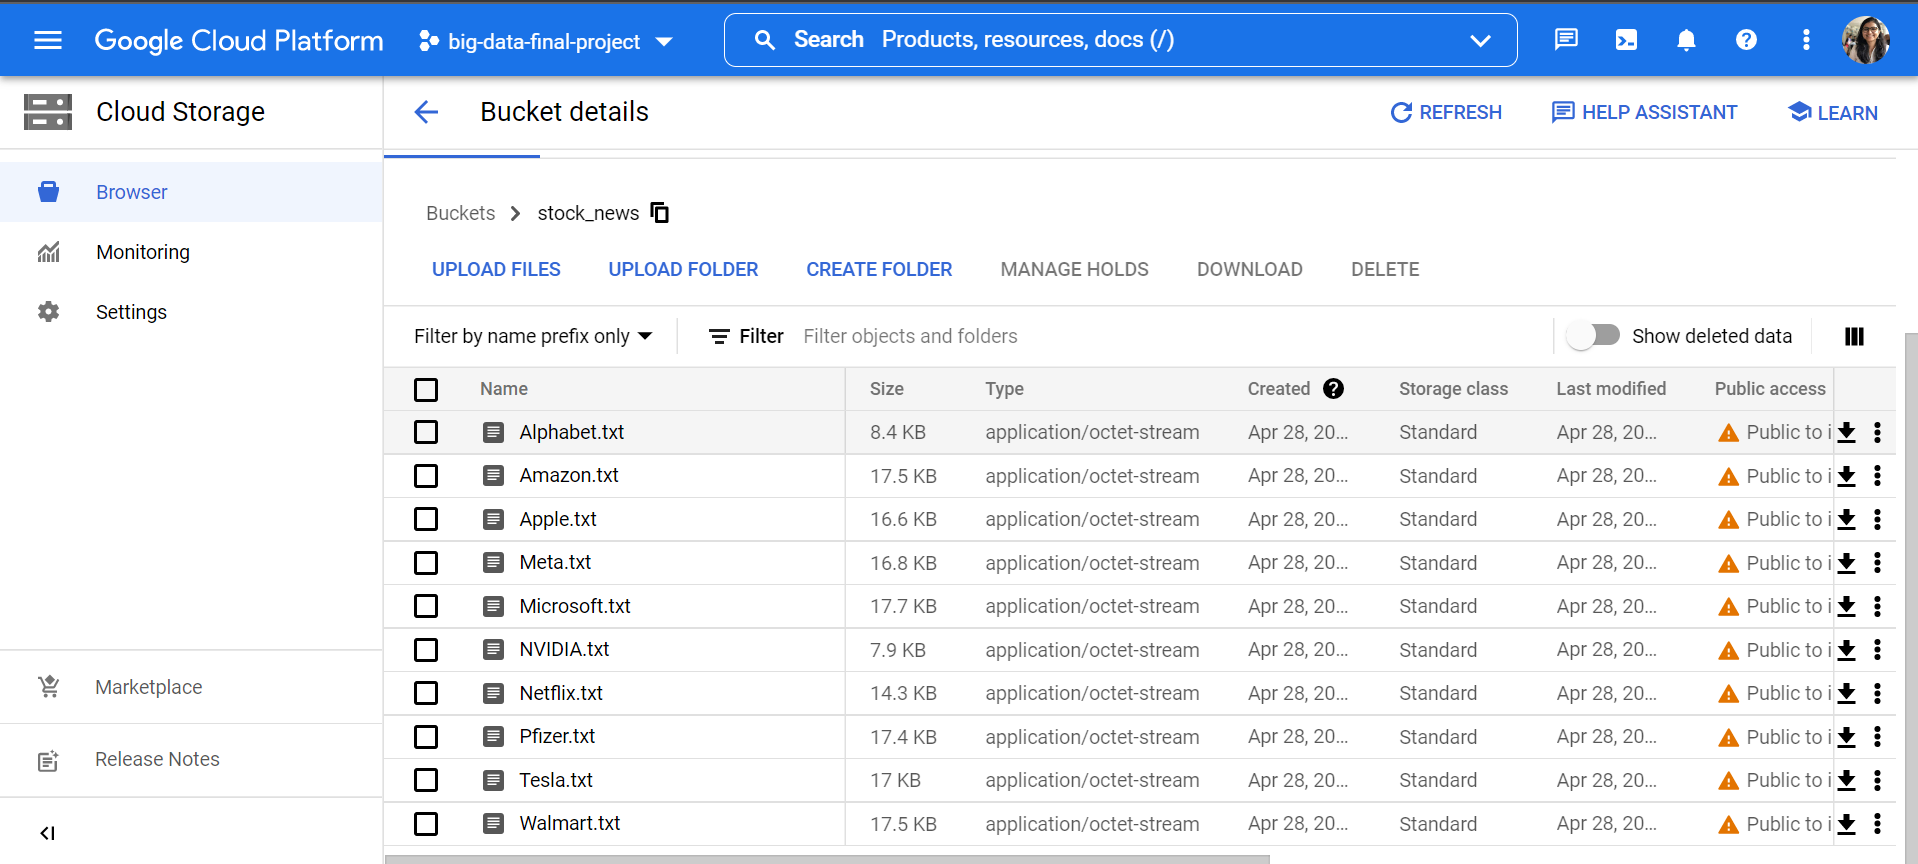 Google Cloud Platform big-data-final-project Search Products, resources, docs (/)
Cloud Storage
Bucket details
REFRESH
HELP ASSISTANT
LEARN
Browser
Monitoring
Settings
Marketplace
Release Notes
Buckets stock_news
UPLOAD FILES UPLOAD FOLDER CREATE FOLDER MANAGE HOLDS DOWNLOAD DELETE
Filter by name prefix only Filter Filter objects and folders Show deleted data
Name Size Type Created Storage class Last modified Public access
Alphabet.txt 8.4 KB application/octet-stream Apr 28, 20... Standard Apr 28, 20... Public to i
Amazon.txt 17.5 KB application/octet-stream Apr 28, 20... Standard Apr 28, 20... Public to i
Apple.txt 16.6 KB application/octet-stream Apr 28, 20... Standard Apr 28, 20... Public to i
Meta.txt 16.8 KB application/octet-stream Apr 28, 20... Standard Apr 28, 20... Public to i
Microsoft.txt 17.7 KB application/octet-stream Apr 28, 20... Standard Apr 28, 20... Public to i
NVIDIA.txt 7.9 KB application/octet-stream Apr 28, 20... Standard Apr 28, 20... Public to i
Netflix.txt 14.3 KB application/octet-stream Apr 28, 20... Standard Apr 28, 20... Public to i
Pfizer.txt 17.4 KB application/octet-stream Apr 28, 20... Standard Apr 28, 20... Public to i
Tesla.txt 17 KB application/octet-stream Apr 28, 20... Standard Apr 28, 20... Public to i
Walmart.txt 17.5 KB application/octet-stream Apr 28, 20... Standard Apr 28, 20... Public to i